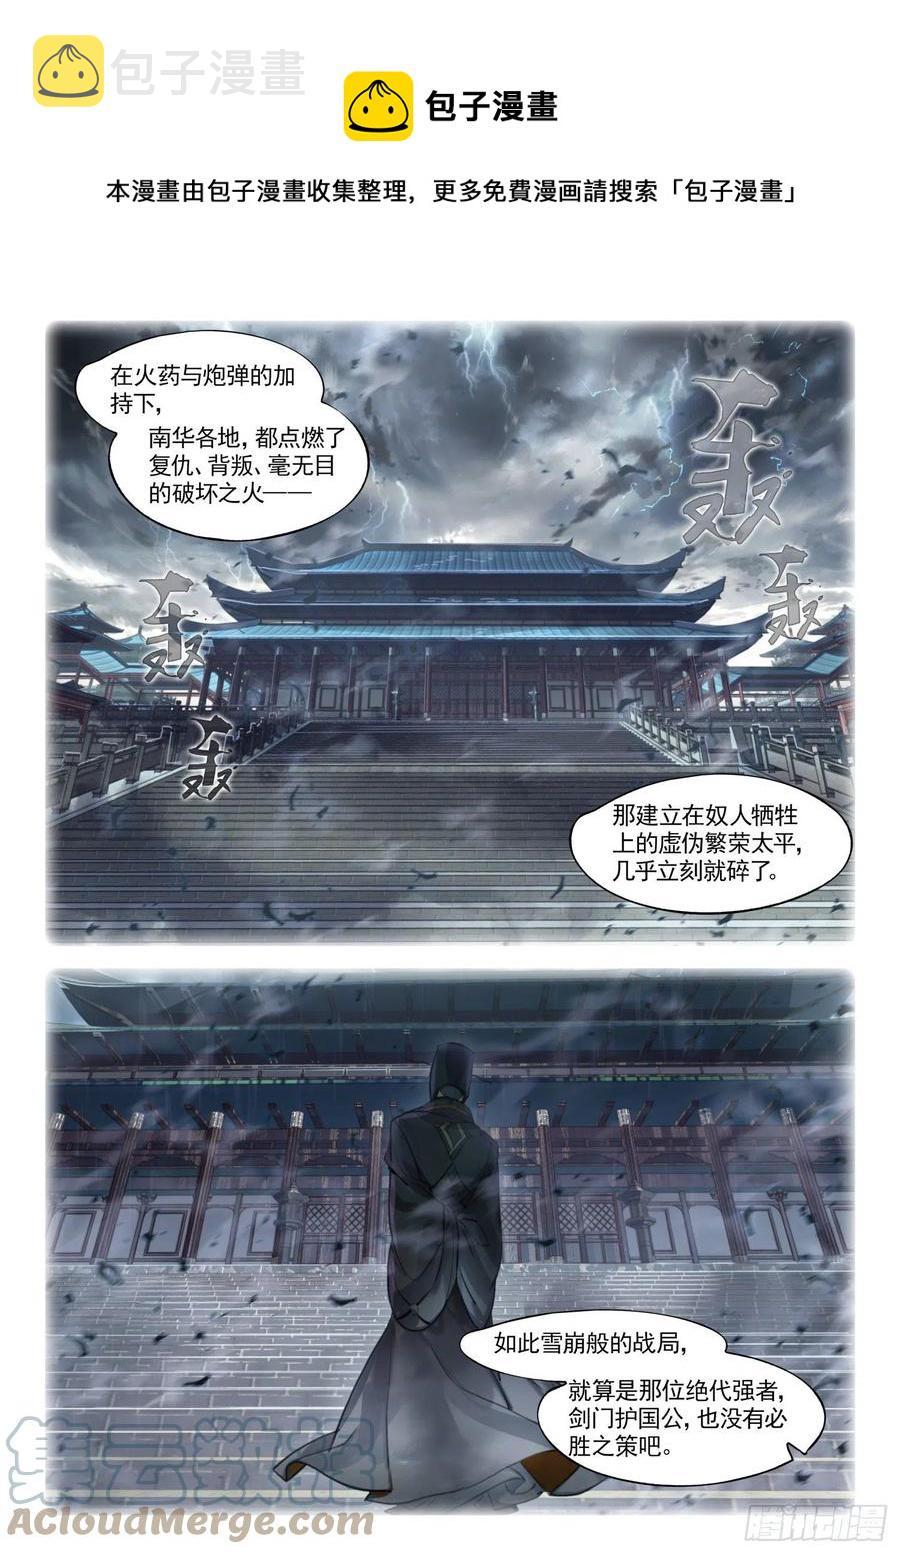 包子漫畫
包子漫畫
本漫畫由包子漫畫收集整理，更多免費漫画請搜索「包子漫畫」
在火药与炮弹的加
持下，
南华各地，都点燃了
复仇、背叛、毫无目
的破坏之火——
轰
轰
轰
轰
那建立在奴人牺牲
上的虚伪繁荣太平，
几乎立刻就碎了。
如此雪崩般的战局，
就算是那位绝代强者，
剑门护国公，也没有必
胜之策吧。
集云数据
AcloudMerge.com
腾讯动漫